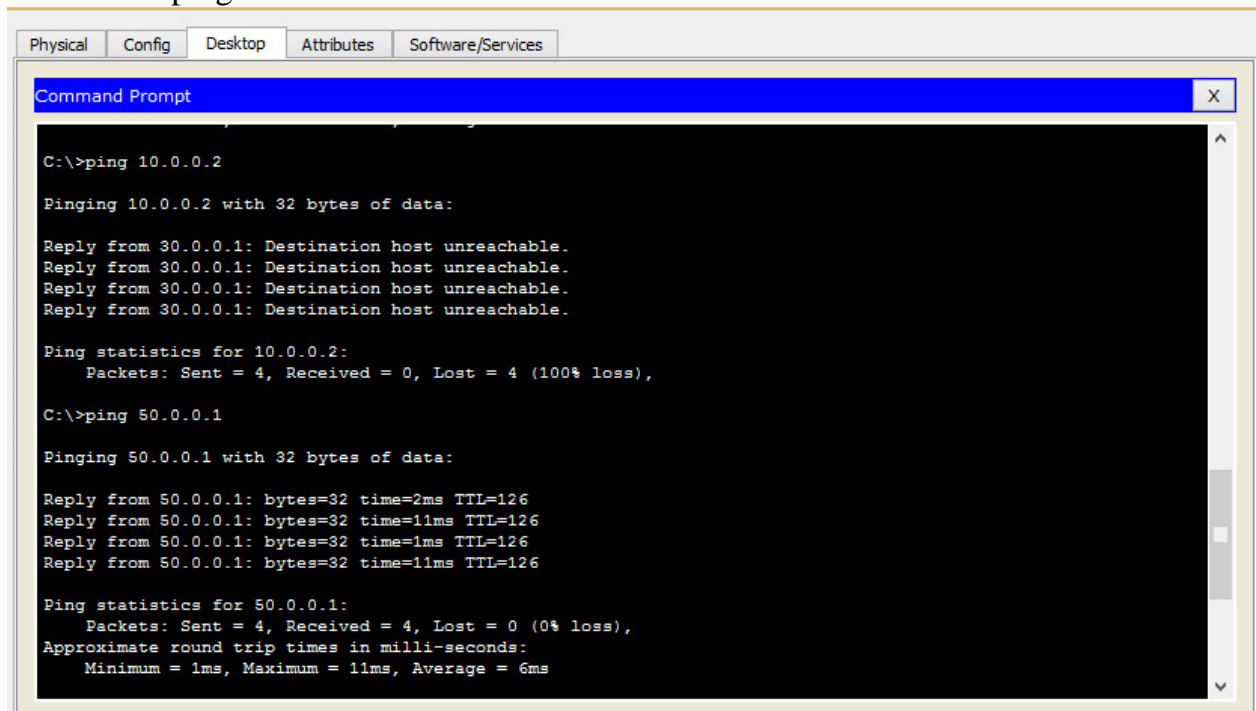 ping
Physical Config Desktop Attributes Software/Services
Command Prompt X
C:\>ping 10.0.0.2
Pinging 10.0.0.2 with 32 bytes of data:
Reply from 30.0.0.1: Destination host unreachable.
Reply from 30.0.0.1: Destination host unreachable.
Reply from 30.0.0.1: Destination host unreachable.
Reply from 30.0.0.1: Destination host unreachable.
Ping statistics for 10.0.0.2:
Packets: Sent = 4, Received = 0, Lost = 4 (100% loss),
C:\>ping 50.0.0.1
Pinging 50.0.0.1 with 32 bytes of data:
Reply from 50.0.0.1: bytes=32 time=2ms TTL=126
Reply from 50.0.0.1: bytes=32 time=11ms TTL=126
Reply from 50.0.0.1: bytes=32 time=1ms TTL=126
Reply from 50.0.0.1: bytes=32 time=11ms TTL=126
Ping statistics for 50.0.0.1:
Packets: Sent = 4, Received = 4, Lost = 0 (0% loss),
Approximate round trip times in milli-seconds:
Minimum = 1ms, Maximum = 11ms, Average = 6ms